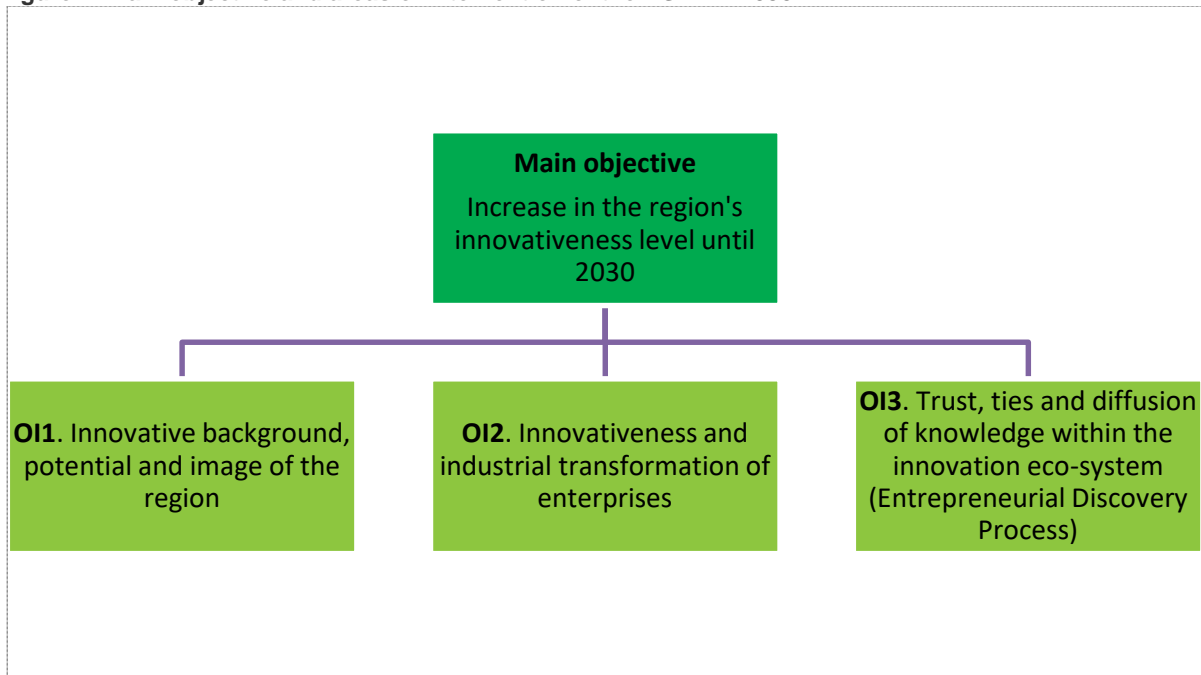 Main objective
Increase in the region's
innovativeness level until
2030
OI1. Innovative background,
potential and image of the
region
OI2. Innovativeness and
industrial transformation of
enterprises
OI3. Trust, ties and diffusion
of knowledge within the
innovation eco-system
(Entrepreneurial Discovery
Process)